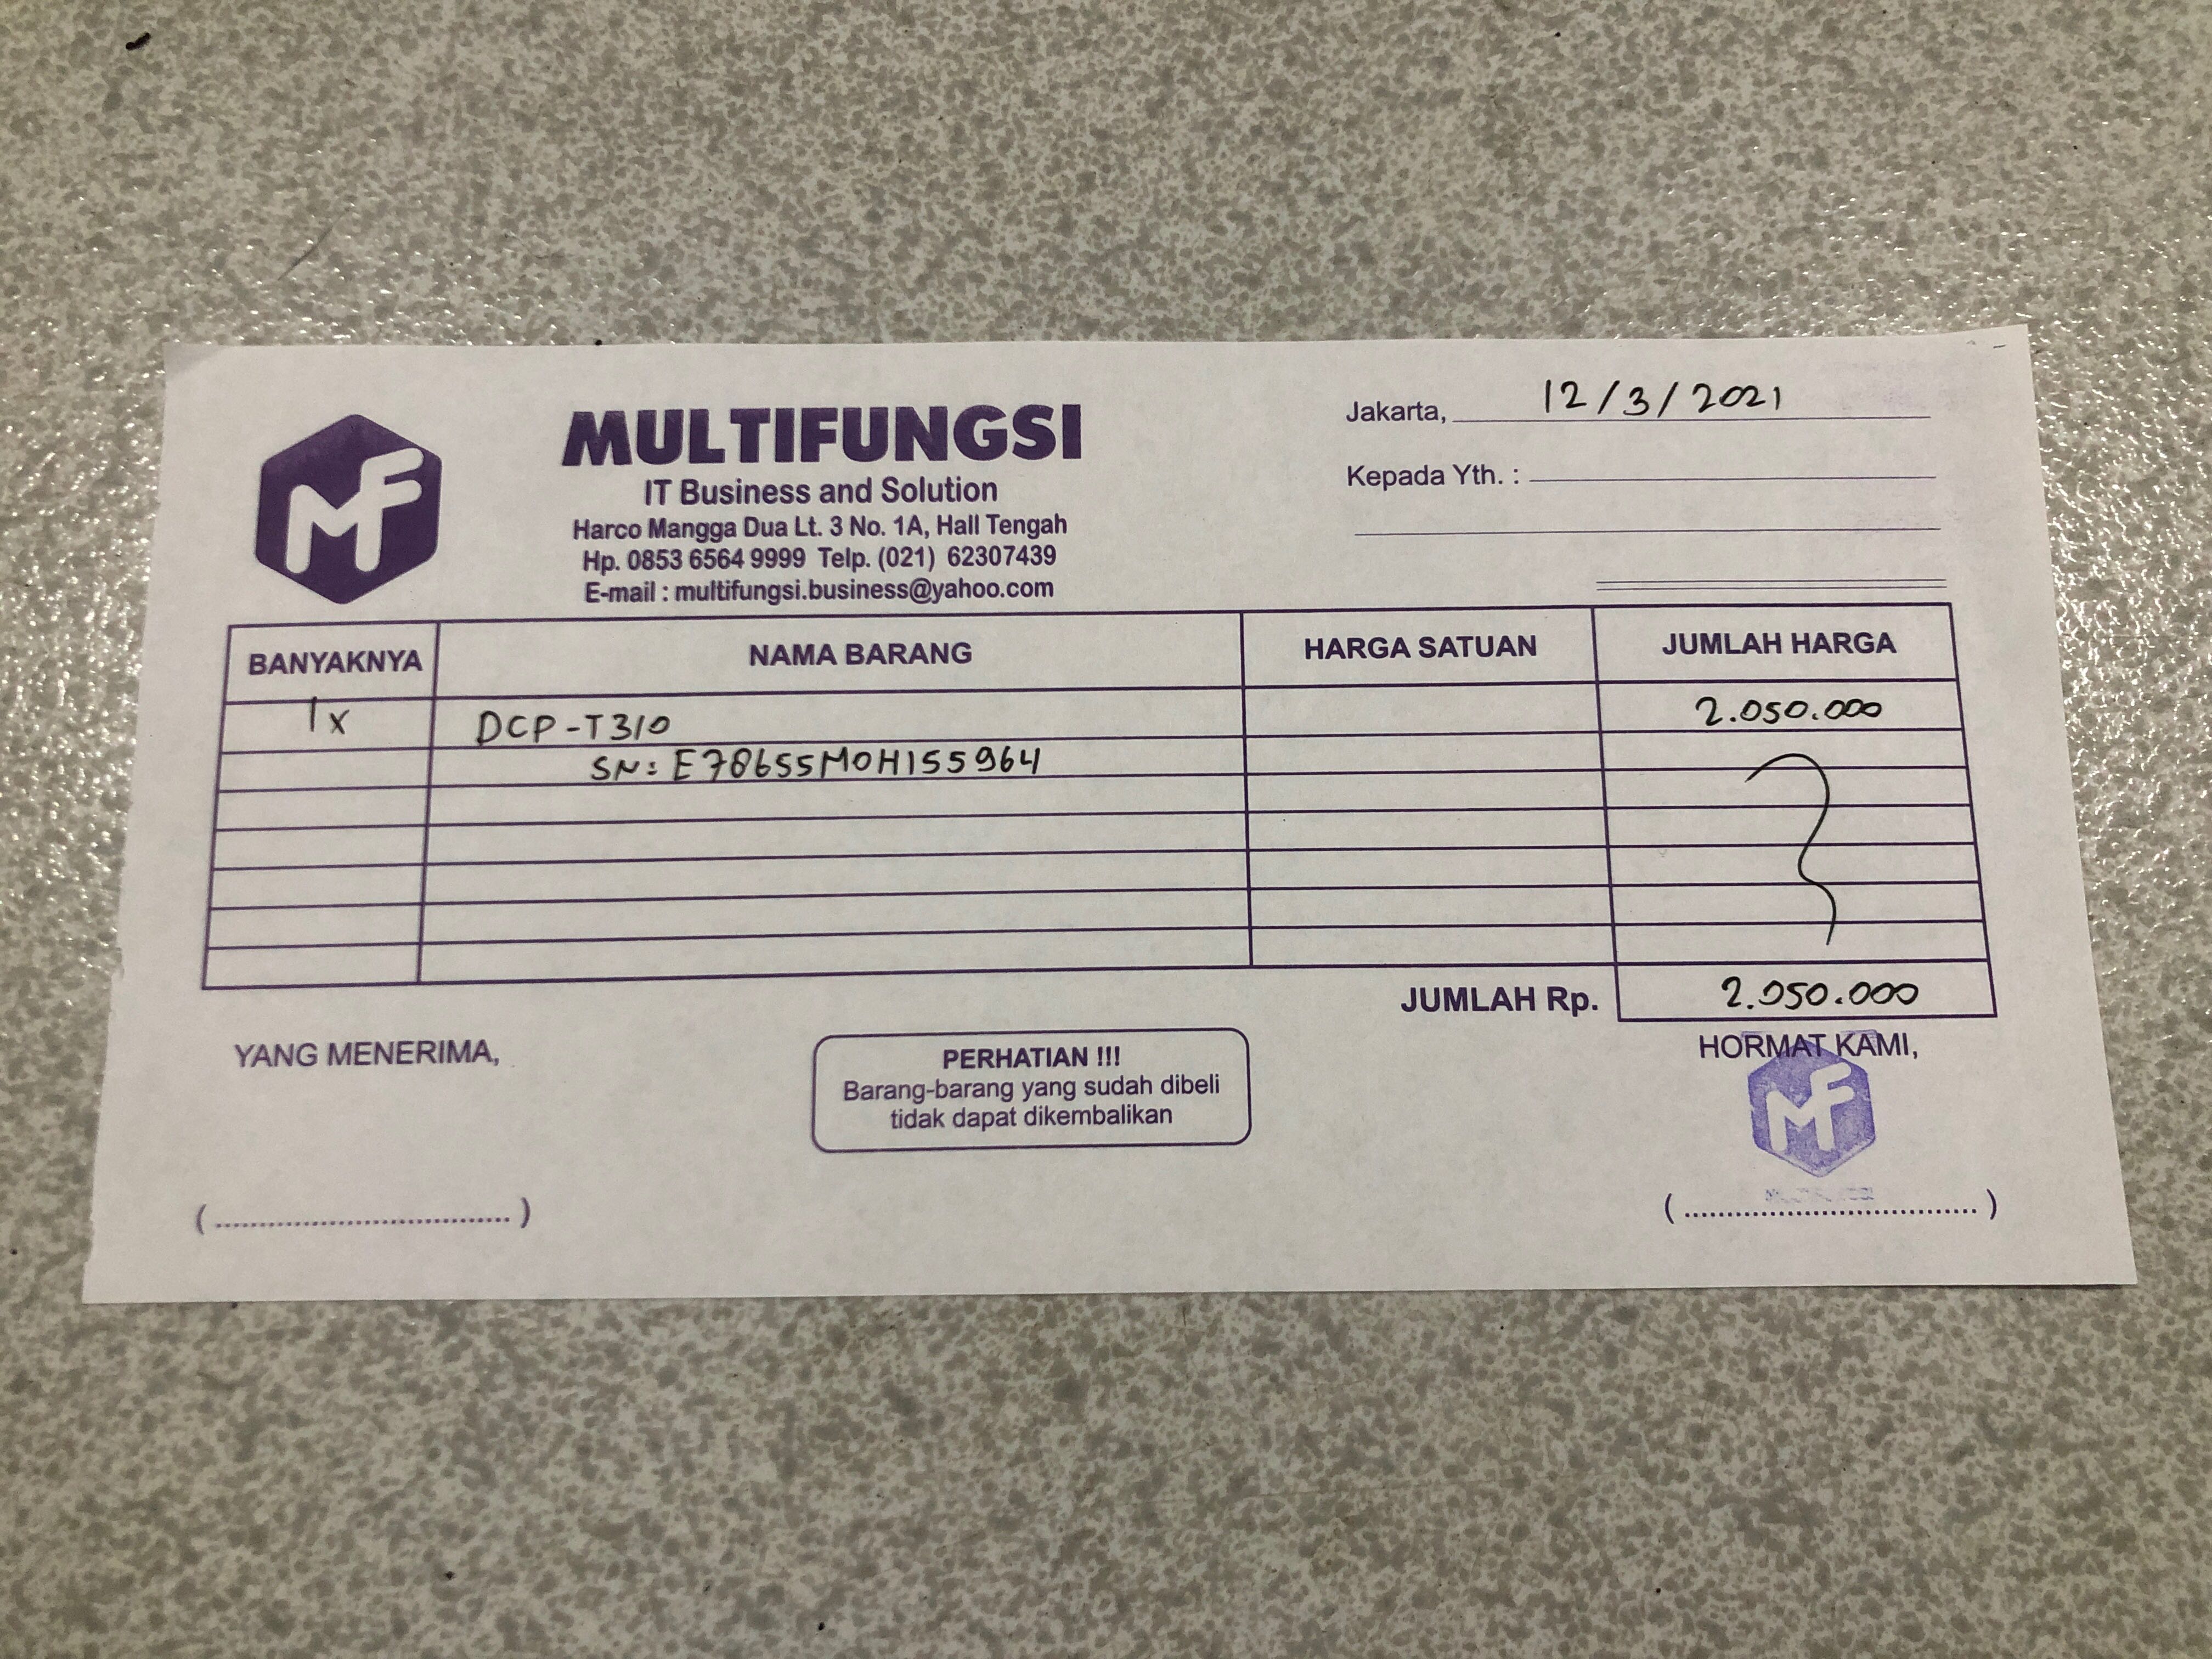 MF
MULTIFUNGSI
IT Business and Solution
Harco Mangga Dua Lt. 3 No. 1A, Hall Tengah
Hp. 0853 6564 9999 Telp. (021) 62307439
E-mail : multifungsi.business@yahoo.com
Jakarta, 12/3/2021
Kepada Yth. :
BANYAKNYA NAMA BARANG HARGA SATUAN JUMLAH HARGA
1x DCP-T310 2.050.000
SN: E78655M0H155964
JUMLAH Rp. 2.050.000
YANG MENERIMA,
PERHATIAN !!!
Barang-barang yang sudah dibeli
tidak dapat dikembalikan
HORMAT KAMI,
MF
MULTIFUNGSI
( .................................. ) ( .................................. )